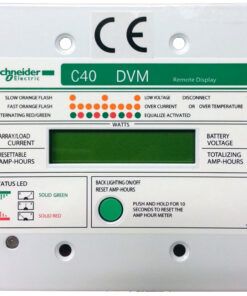 CE
chneider
Electric
C40 DVM
Remote Display
SLOW ORANGE FLASH
LOW VOLTAGE DISCONNECT
FAST ORANGE FLASH
OVER CURRENT OR OVER TEMPERATURE
TERNATING RED/GREEN
EQUALIZE ACTIVATED
WATTS
ARRAY/LOAD
CURRENT
BATTERY
VOLTAGE
RESETTABLE
AMP-HOURS
TOTALIZING
AMP-HOURS
STATUS LED
SOLID GREEN
SOLID RED
BACK LIGHTING ON/OFF
RESET AMP-HOURS
PUSH AND HOLD FOR 10
SECONDS TO RESET THE
AMP HOUR METER